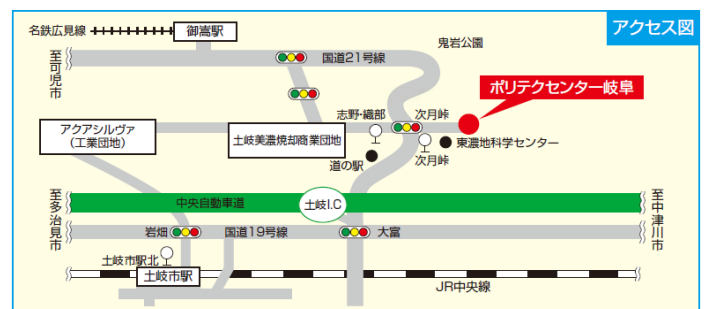 アクセス図
名鉄広見線
御嵩駅
鬼岩公園
至可児市
国道21号線
ポリテクセンター岐阜
志野・織部
次月峠
アクアシルヴァ
(工業団地)
土岐美濃焼卸商業団地
東濃地科学センター
道の駅
次月峠
至多治見市
中央自動車道
土岐I.C
至中津川市
岩畑
国道19号線
大富
土岐市駅北
土岐市駅
JR中央線